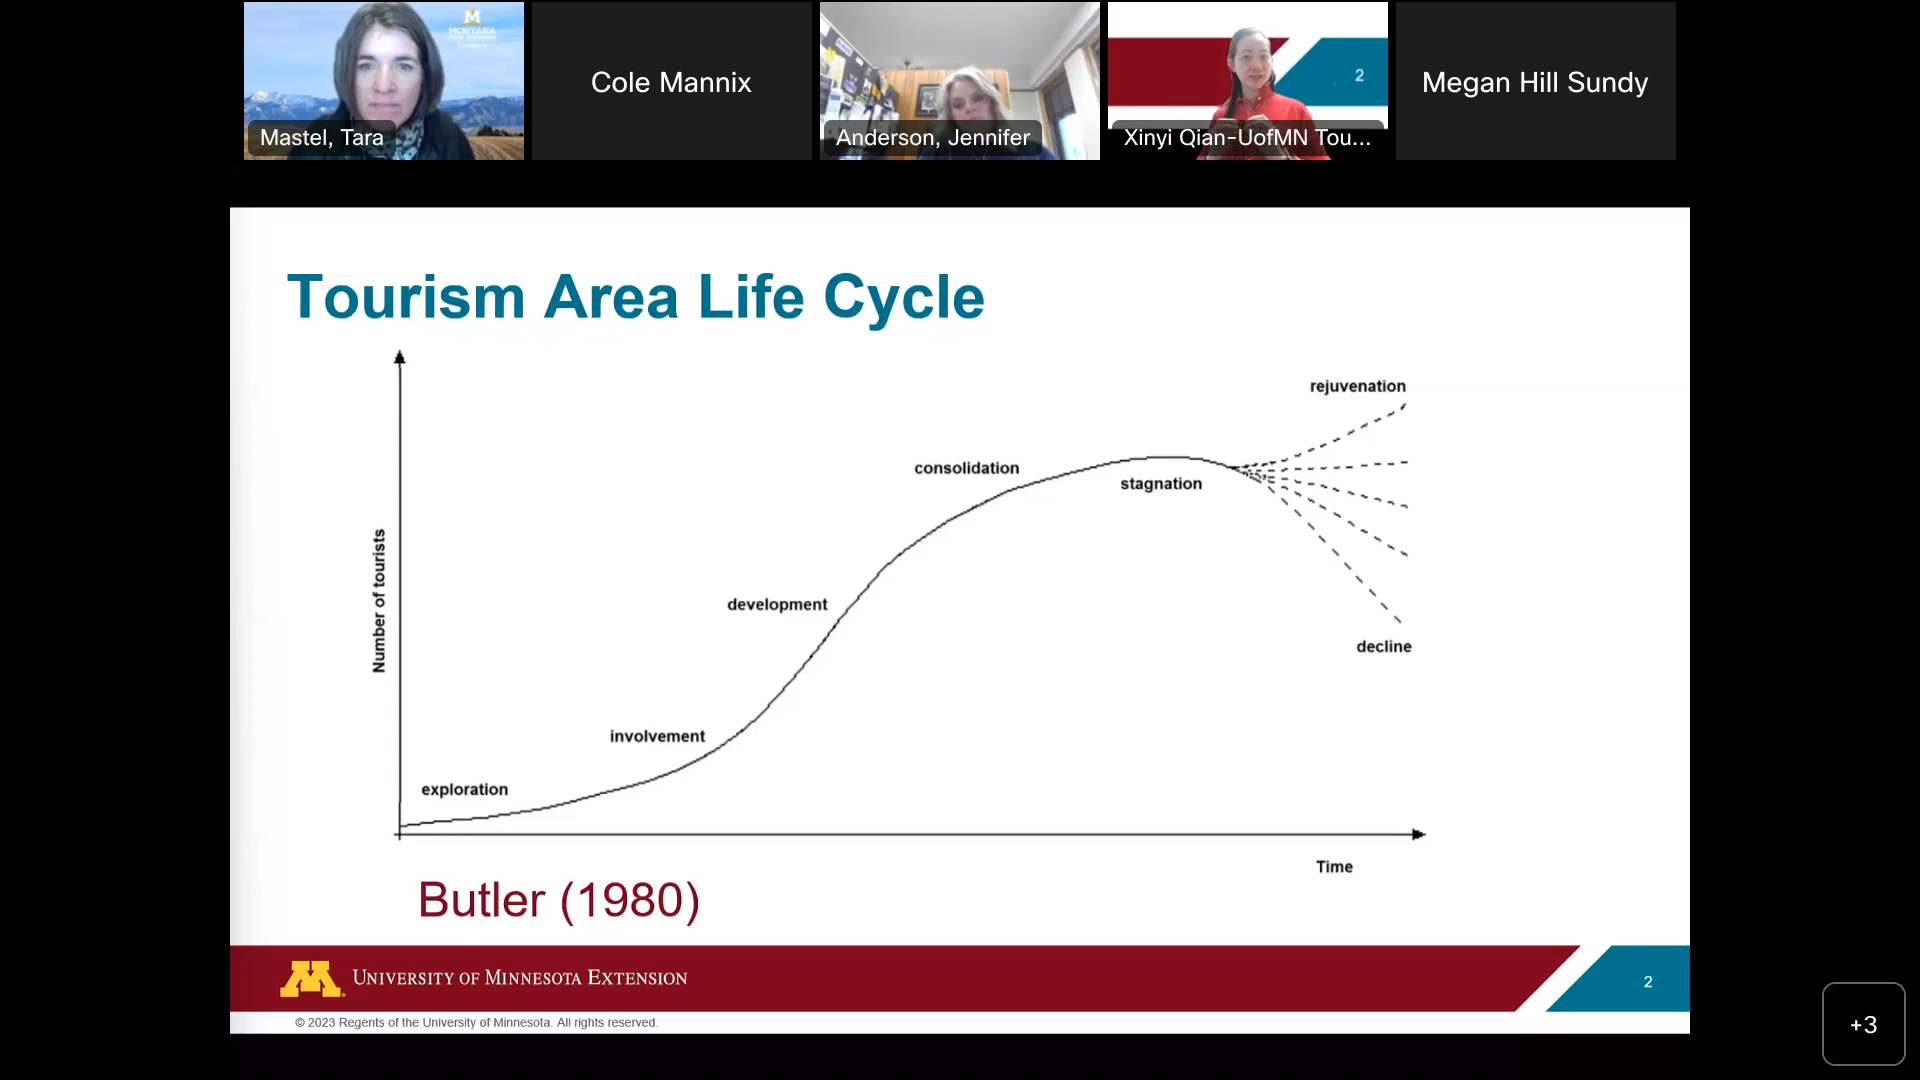 M
MONTANA
Mastel, Tara
Cole Mannix
Anderson, Jennifer
2
Xinyi Qian-UofMN Tou...
Megan Hill Sundy
Tourism Area Life Cycle
rejuvenation
consolidation
stagnation
Number of tourists
development
decline
involvement
exploration
Time
Butler (1980)
M
UNIVERSITY OF MINNESOTA EXTENSION
2
© 2023 Regents of the University of Minnesota. All rights reserved.
+3